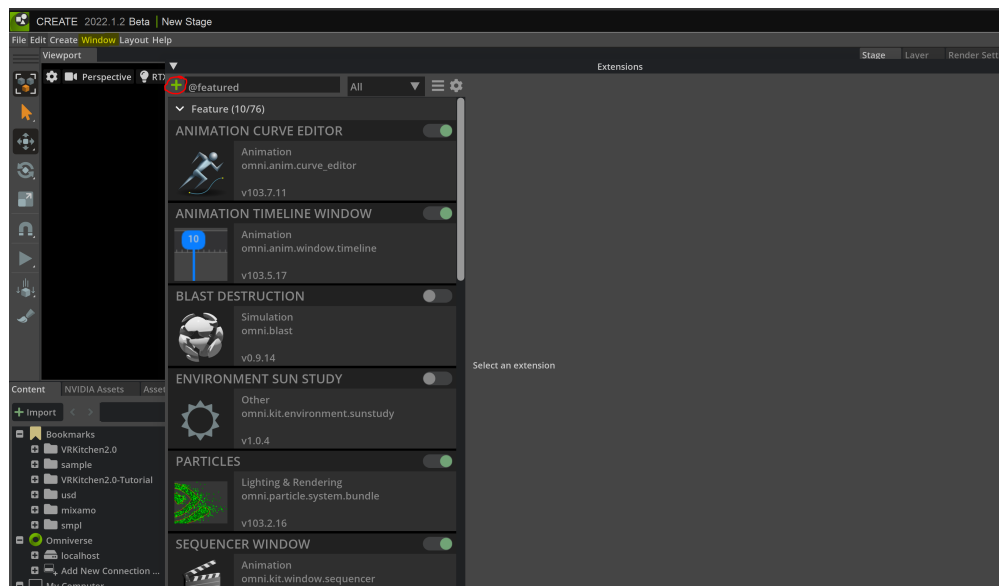 CREATE 2022.1.2 Beta | New Stage
File Edit Create Window Layout Help
Viewport
Stage Layer Render Sett
Extensions
Perspective RTX
@featured All
Feature (10/76)
ANIMATION CURVE EDITOR
Animation
omni.anim.curve_editor
v103.7.11
ANIMATION TIMELINE WINDOW
10
Animation
omni.anim.window.timeline
v103.5.17
BLAST DESTRUCTION
Simulation
omni.blast
v0.9.14
Select an extension
ENVIRONMENT SUN STUDY
Other
omni.kit.environment.sunstudy
v1.0.4
PARTICLES
Lighting & Rendering
omni.particle.system.bundle
v103.2.16
SEQUENCER WINDOW
Animation
omni.kit.window.sequencer
Content NVIDIA Assets Asset
+ Import < >
Bookmarks
VRKitchen2.0
sample
VRKitchen2.0-Tutorial
usd
mixamo
smpl
Omniverse
localhost
Add New Connection ...
My Computer